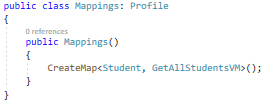 public class Mappings: Profile
{
0 references
public Mappings()
{
CreateMap<Student, GetAllStudentsVM>();
}
}